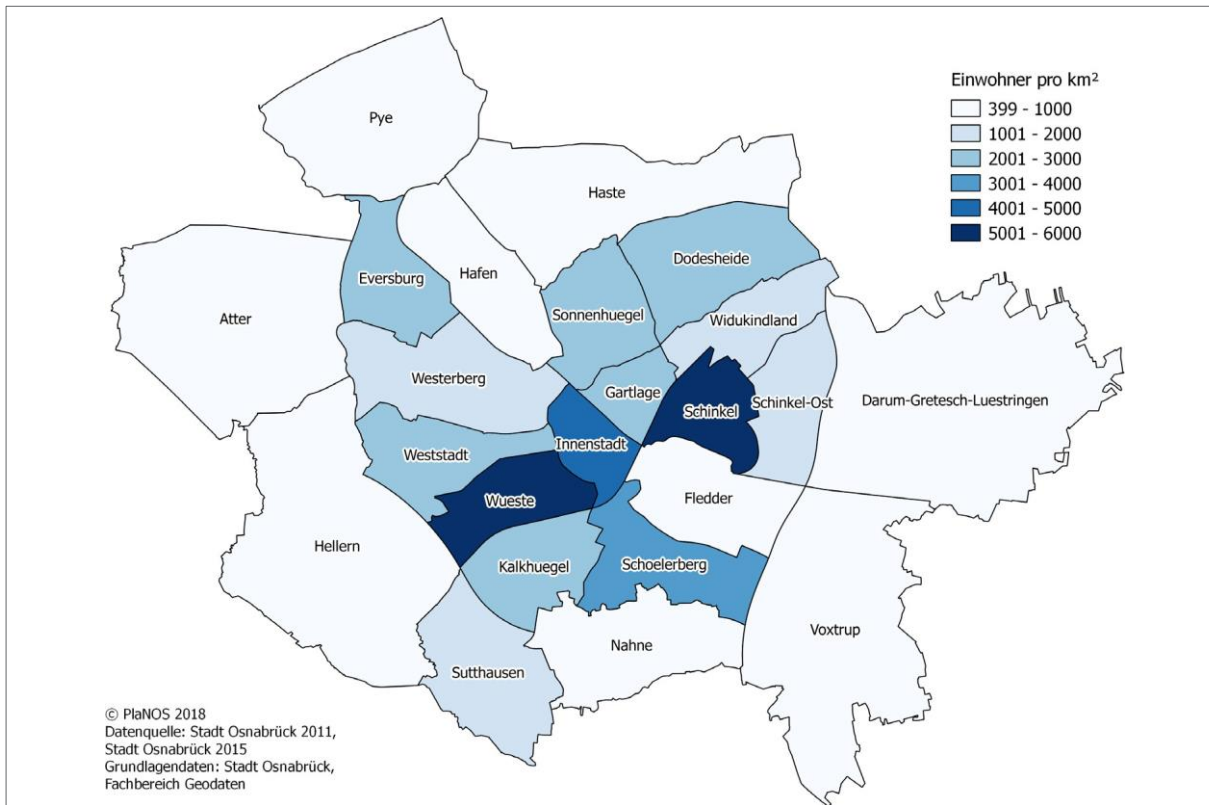 Einwohner pro km²
399 - 1000
1001 - 2000
2001 - 3000
3001 - 4000
4001 - 5000
5001 - 6000
Pye
Haste
Dodesheide
Eversburg
Hafen
Sonnenhuegel
Atter
Widukindland
Westerberg
Gartlage
Schinkel
Schinkel-Ost
Darum-Gretesch-Luestringen
Weststadt
Innenstadt
Wueste
Fledder
Hellern
Kalkhuegel
Schoelerberg
Voxtrup
Nahne
Sutthausen
© PlaNOS 2018
Datenquelle: Stadt Osnabrück 2011,
Stadt Osnabrück 2015
Grundlagendaten: Stadt Osnabrück,
Fachbereich Geodaten